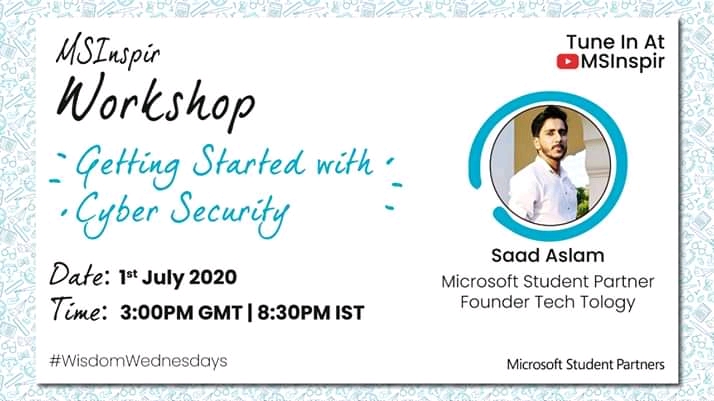 MSInspir
Workshop
Getting Started with
Cyber Security
Date: 1st July 2020
Time: 3:00PM GMT | 8:30PM IST
#WisdomWednesdays
Tune In At
MSInspir
Saad Aslam
Microsoft Student Partner
Founder Tech Tology
Microsoft Student Partners